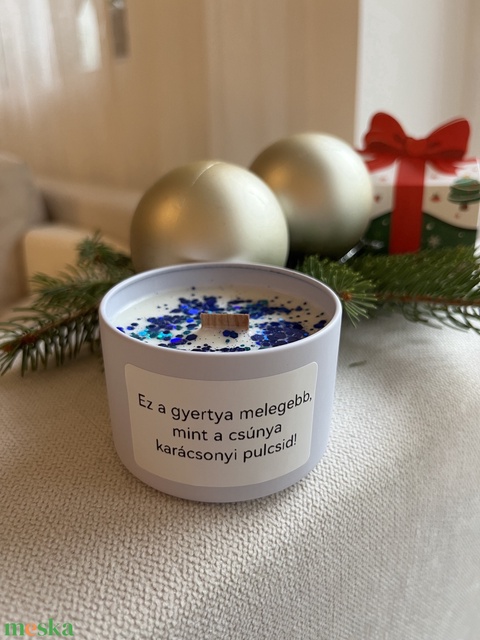 Ez a gyertya melegebb,
mint a csúnya
karácsonyi pulcsid!
meska